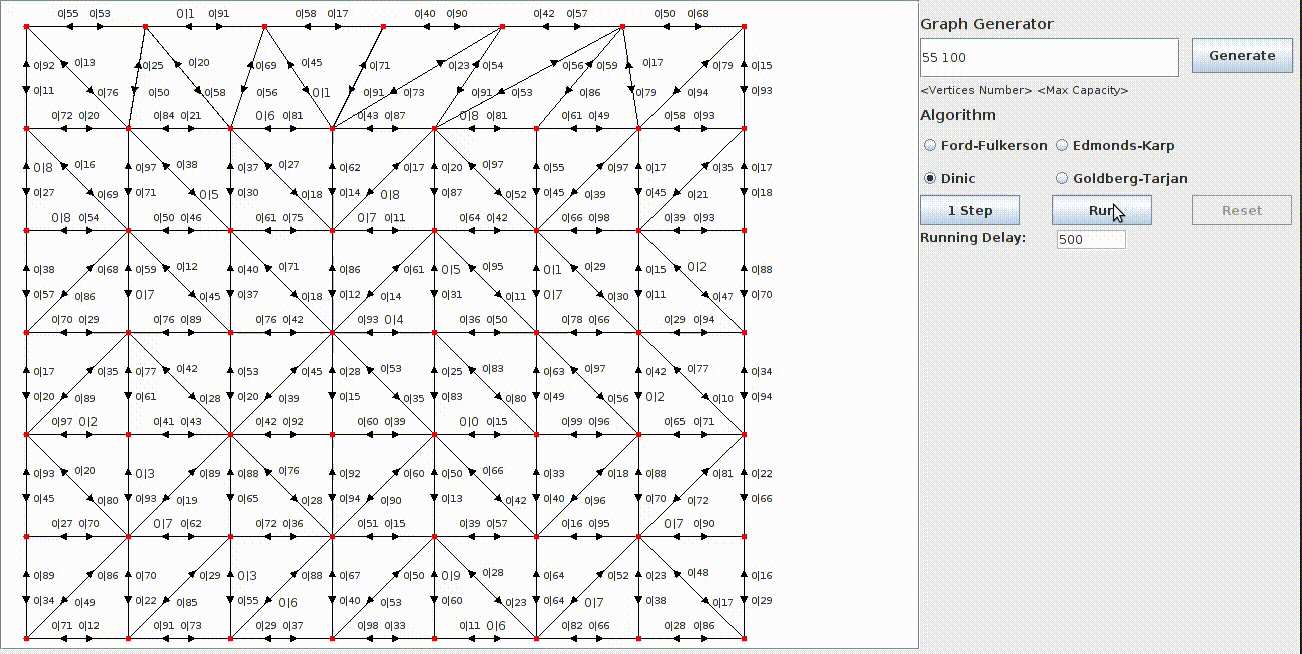 0|55 0|53 0|1 0|91 0|58 0|17 0|40 0|90 0|42 0|57 0|50 0|68
0|92 0|13 0|25 0|20 0|69 0|45 0|71 0|23 0|54 0|56 0|59 0|17 0|79 0|15
0|11 0|76 0|50 0|58 0|56 0|1 0|91 0|73 0|91 0|53 0|86 0|79 0|94 0|93
0|72 0|20 0|84 0|21 0|6 0|81 0|43 0|87 0|8 0|81 0|61 0|49 0|58 0|93
0|8 0|16 0|97 0|38 0|37 0|27 0|62 0|17 0|20 0|97 0|55 0|97 0|17 0|35 0|17
0|27 0|69 0|71 0|5 0|30 0|18 0|14 0|8 0|87 0|52 0|45 0|39 0|45 0|21 0|18
0|8 0|54 0|50 0|46 0|61 0|75 0|7 0|11 0|64 0|42 0|66 0|98 0|39 0|93
0|38 0|68 0|59 0|12 0|40 0|71 0|86 0|61 0|5 0|95 0|1 0|29 0|15 0|2 0|88
0|57 0|86 0|7 0|45 0|37 0|18 0|12 0|14 0|31 0|11 0|7 0|30 0|11 0|47 0|70
0|70 0|29 0|76 0|89 0|76 0|42 0|93 0|4 0|36 0|50 0|78 0|66 0|29 0|94
0|17 0|35 0|77 0|42 0|53 0|45 0|28 0|53 0|25 0|83 0|63 0|97 0|42 0|77 0|34
0|20 0|89 0|61 0|28 0|20 0|39 0|15 0|35 0|83 0|80 0|49 0|56 0|2 0|10 0|94
0|97 0|2 0|41 0|43 0|42 0|92 0|60 0|39 0|0 0|15 0|99 0|96 0|65 0|71
0|93 0|20 0|3 0|89 0|88 0|76 0|92 0|60 0|50 0|66 0|33 0|18 0|88 0|81 0|22
0|45 0|80 0|93 0|19 0|65 0|28 0|94 0|90 0|13 0|42 0|40 0|96 0|70 0|72 0|66
0|27 0|70 0|7 0|62 0|72 0|36 0|51 0|15 0|39 0|57 0|16 0|95 0|7 0|90
0|89 0|86 0|70 0|29 0|3 0|88 0|67 0|50 0|9 0|28 0|64 0|52 0|23 0|48 0|16
0|34 0|49 0|22 0|85 0|55 0|6 0|40 0|53 0|60 0|23 0|64 0|7 0|38 0|17 0|29
0|71 0|12 0|91 0|73 0|29 0|37 0|98 0|33 0|11 0|6 0|82 0|66 0|28 0|86
Graph Generator
55 100
Generate
<Vertices Number> <Max Capacity>
Algorithm
Ford-Fulkerson Edmonds-Karp
Dinic Goldberg-Tarjan
1 Step Run Reset
Running Delay: 500